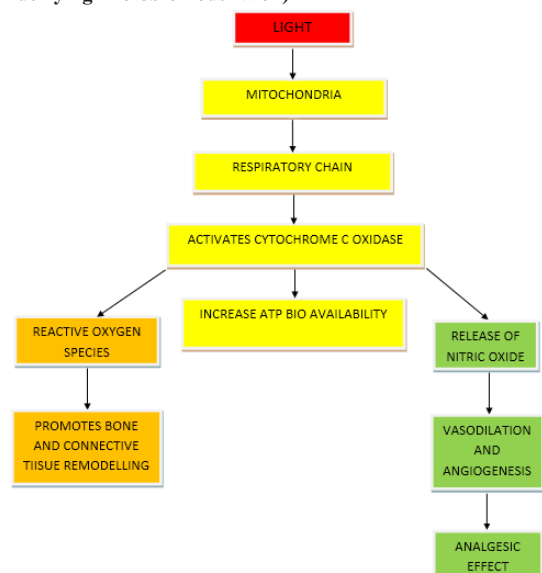 LIGHT
MITOCHONDRIA
RESPIRATORY CHAIN
ACTIVATES CYTOCHROME C OXIDASE
REACTIVE OXYGEN
SPECIES
INCREASE ATP BIO AVAILABILITY
RELEASE OF
NITRIC OXIDE
PROMOTES BONE
AND CONNECTIVE
TIISUE REMODELLING
VASODILATION
AND
ANGIOGENESIS
ANALGESIC
EFFECT